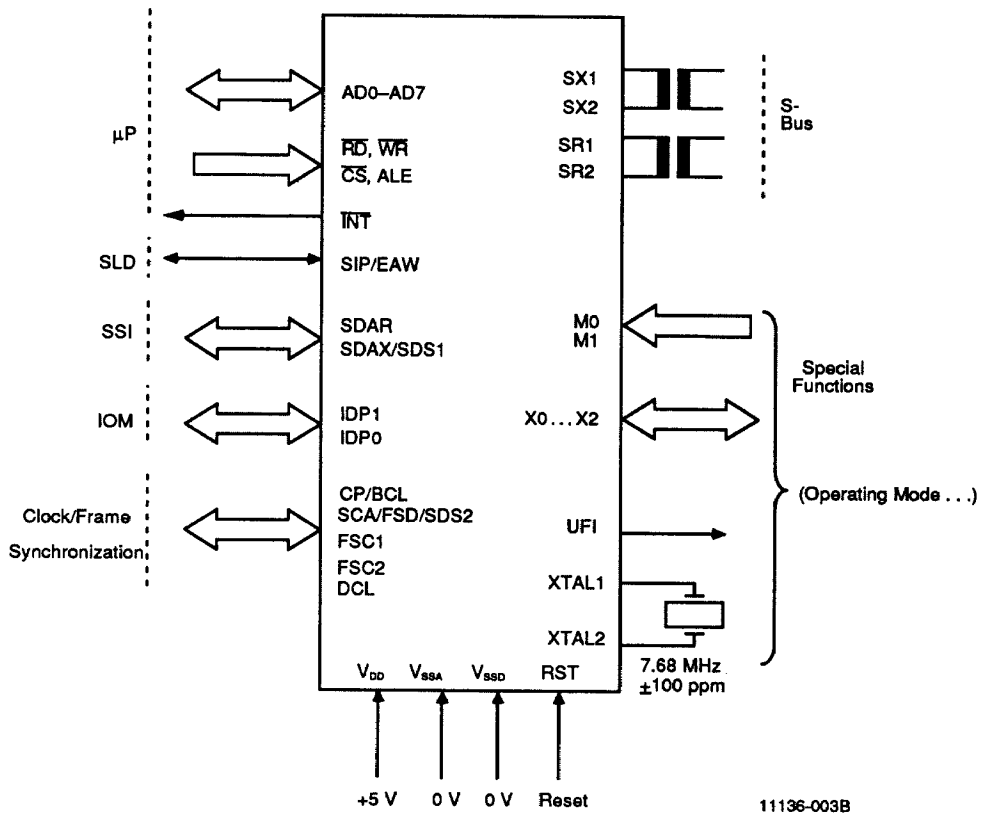 μP
AD0–AD7
RD, WR
CS, ALE
INT
SLD
SIP/EAW
SSI
SDAR
SDAX/SDS1
IOM
IDP1
IDP0
Clock/Frame
Synchronization
CP/BCL
SCA/FSD/SDS2
FSC1
FSC2
DCL
SX1
SX2
SR1
SR2
S-
Bus
M0
M1
Special
Functions
X0...X2
(Operating Mode . . .)
UFI
XTAL1
XTAL2
7.68 MHz
±100 ppm
VDD VSSA VSSD RST
+5 V 0 V 0 V Reset
11136-003B